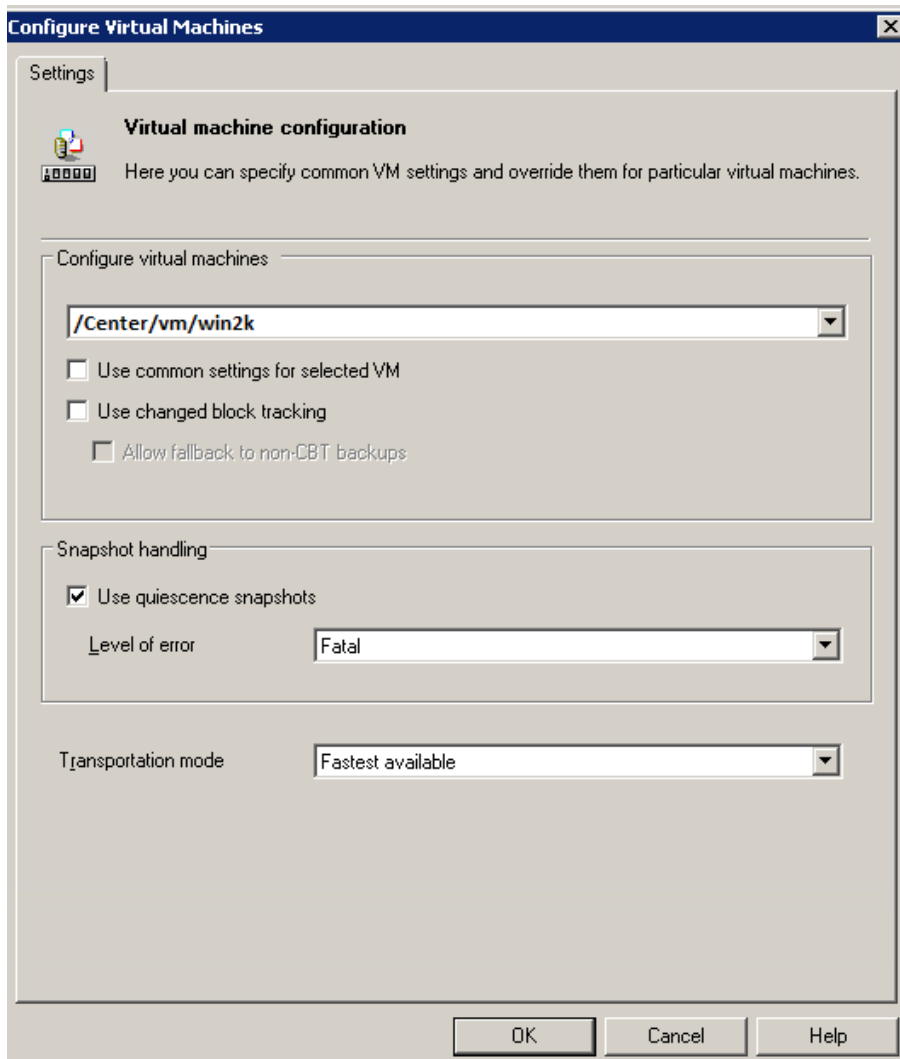 Configure Virtual Machines
Settings
Virtual machine configuration
Here you can specify common VM settings and override them for particular virtual machines.
Configure virtual machines
/Center/vm/win2k
Use common settings for selected VM
Use changed block tracking
Allow fallback to non-CBT backups
Snapshot handling
Use quiescence snapshots
Level of error Fatal
Transportation mode Fastest available
OK Cancel Help